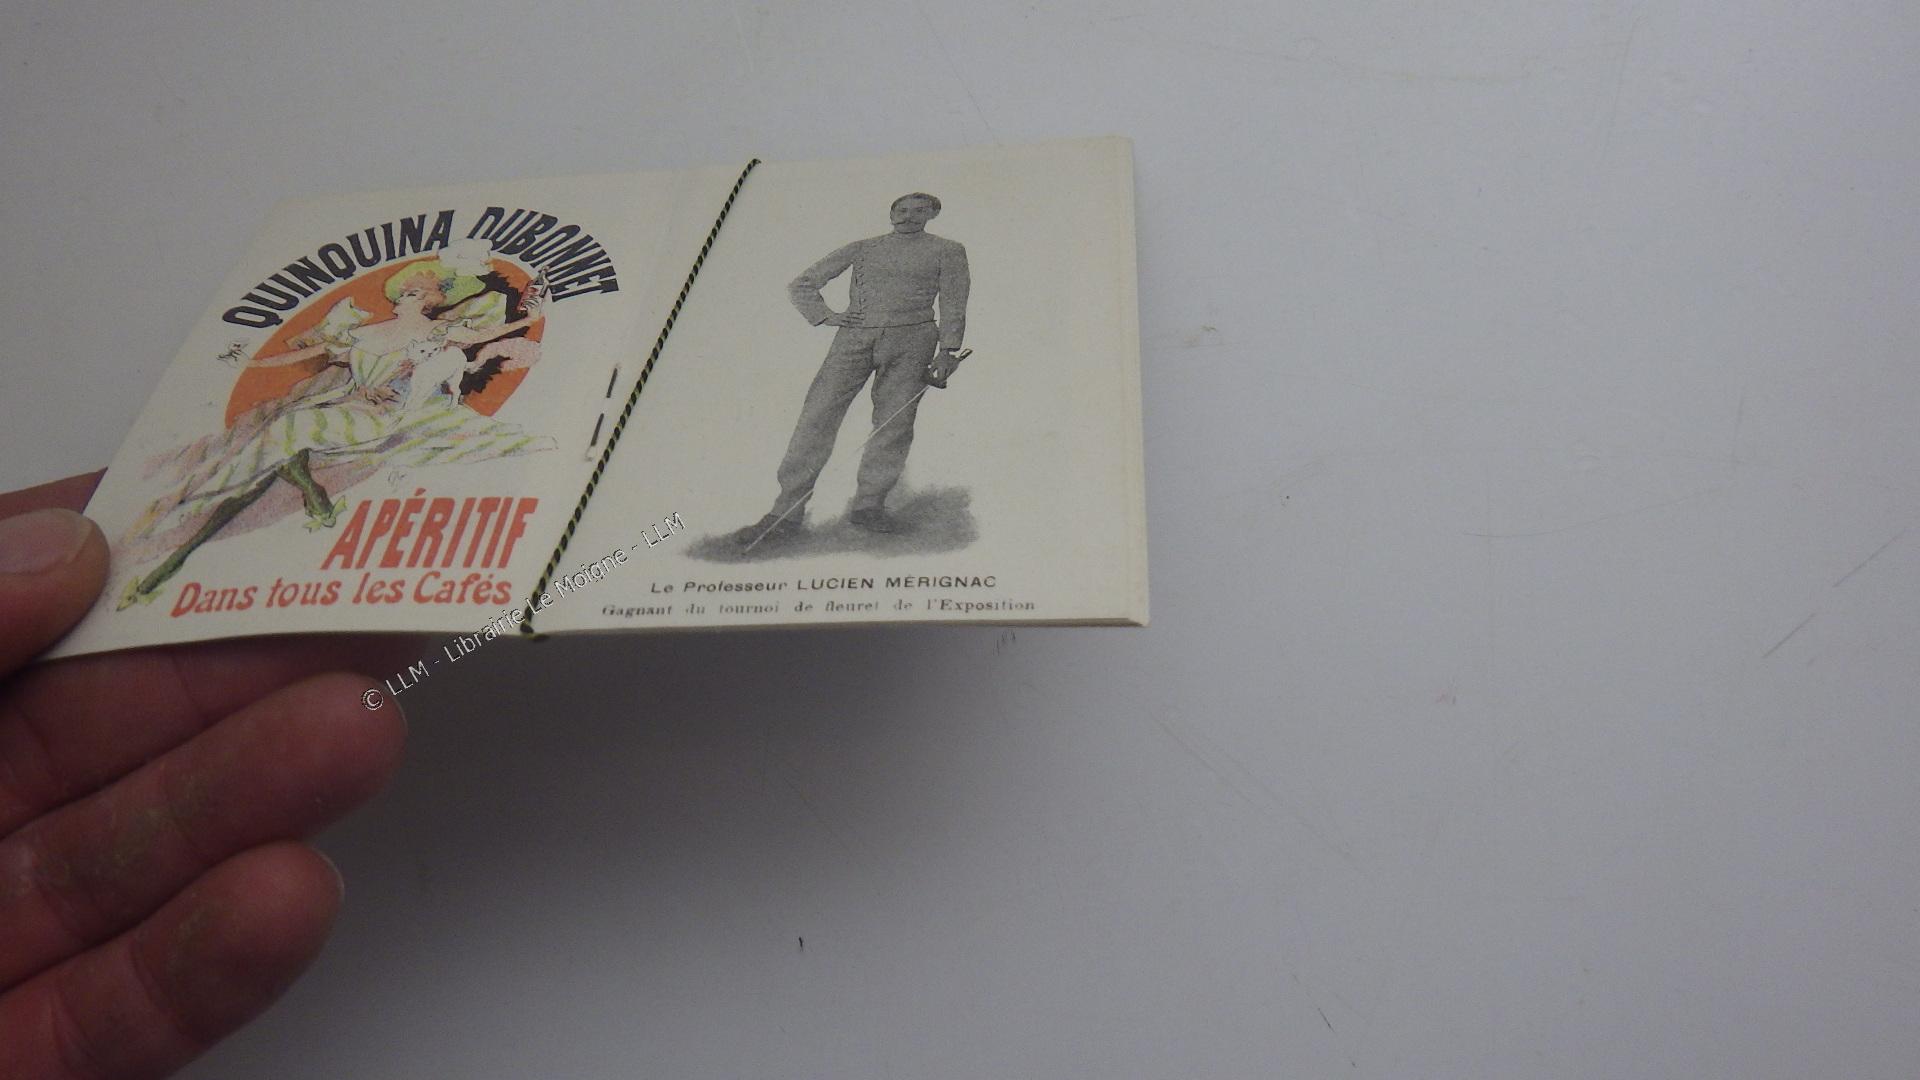 QUINQUINA DUBONNET
APÉRITIF
Dans tous les Cafés
Le Professeur LUCIEN MÉRIGNAC
Gagnant du tournoi de fleuret de l'Exposition
© LLM - Librairie Le Moigne - LLM